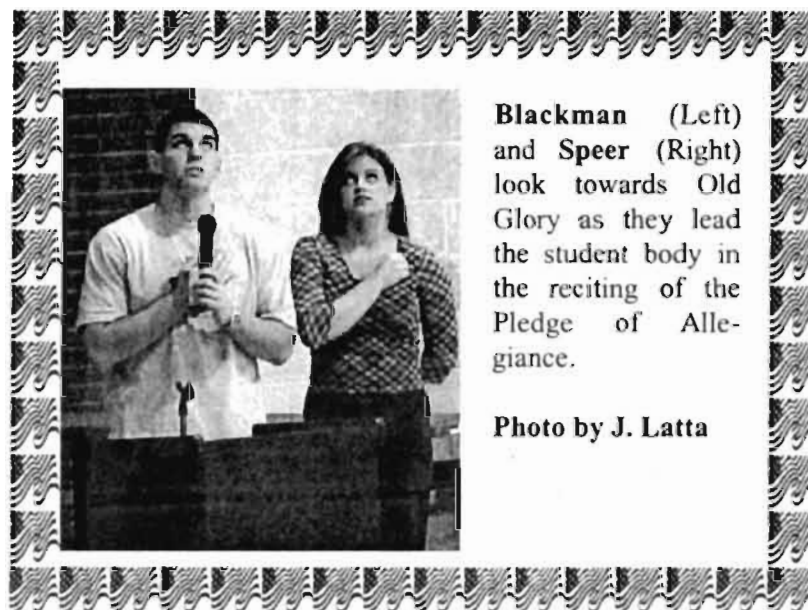 Blackman (Left)
and Speer (Right)
look towards Old
Glory as they lead
the student body in
the reciting of the
Pledge of Alle-
giance.
Photo by J. Latta